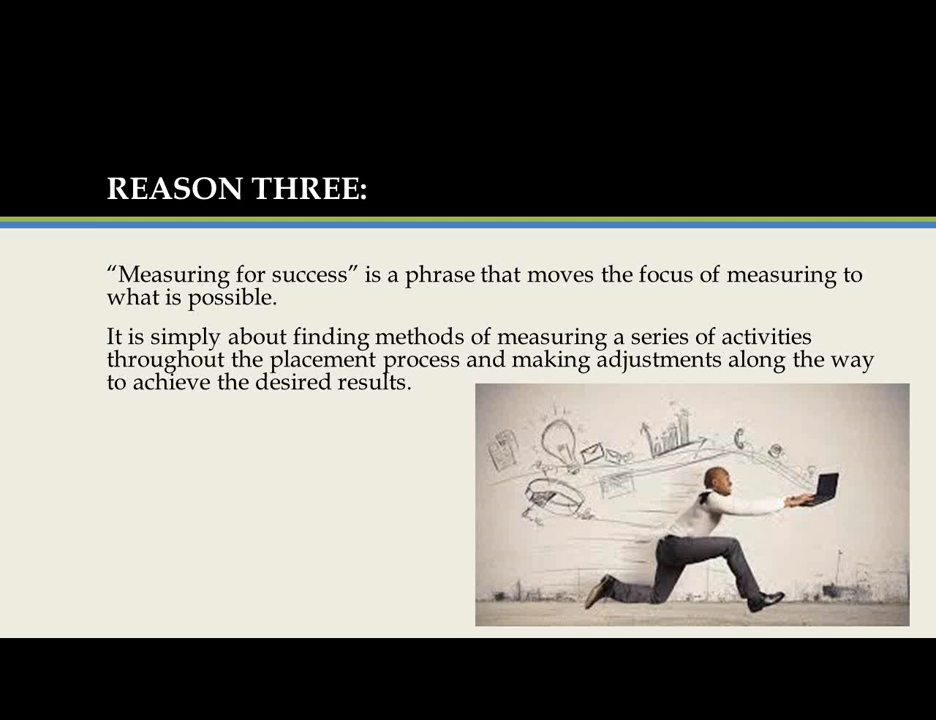 REASON THREE:
“Measuring for success” is a phrase that moves the focus of measuring to
what is possible.
It is simply about finding methods of measuring a series of activities
throughout the placement process and making adjustments along the way
to achieve the desired results.